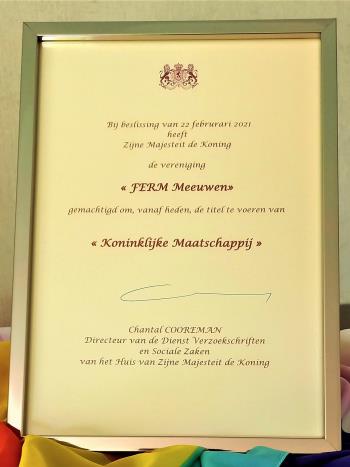 Bij beslissing van 22 februrari 2021
heeft
Zijne Majesteit de Koning
de vereniging
« FERM Meeuwen»
gemachtigd om, vanaf heden, de titel te voeren van
« Koninklijke Maatschappij »
Chantal COOREMAN
Directeur van de Dienst Verzoekschriften
en Sociale Zaken
van het Huis van Zijne Majesteit de Koning